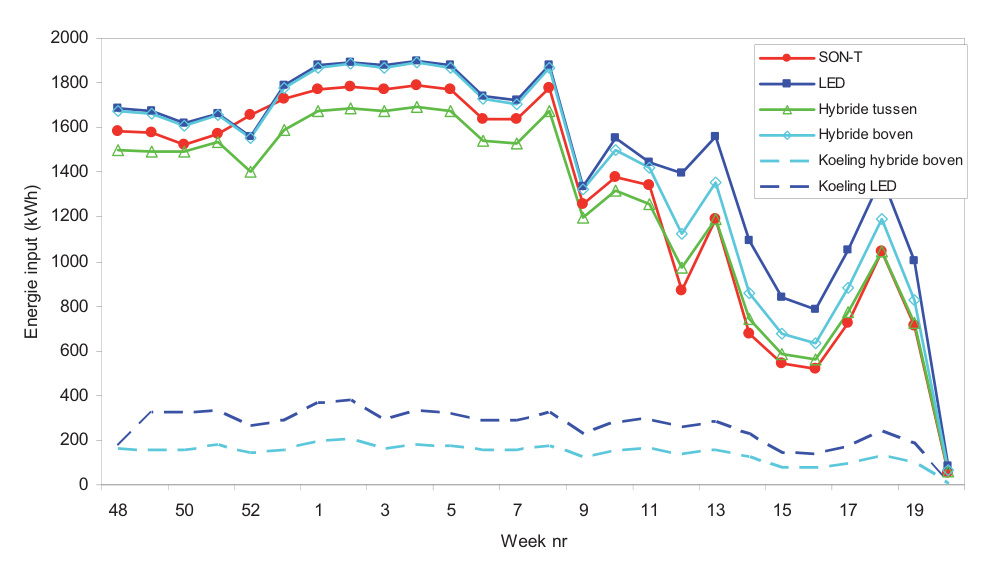 2000
1800
1600
1400
1200
1000
800
600
400
200
0
Energie input (kWh)
48 50 52 1 3 5 7 9 11 13 15 17 19
Week nr
SON-T
LED
Hybride tussen
Hybride boven
Koeling hybride boven
Koeling LED